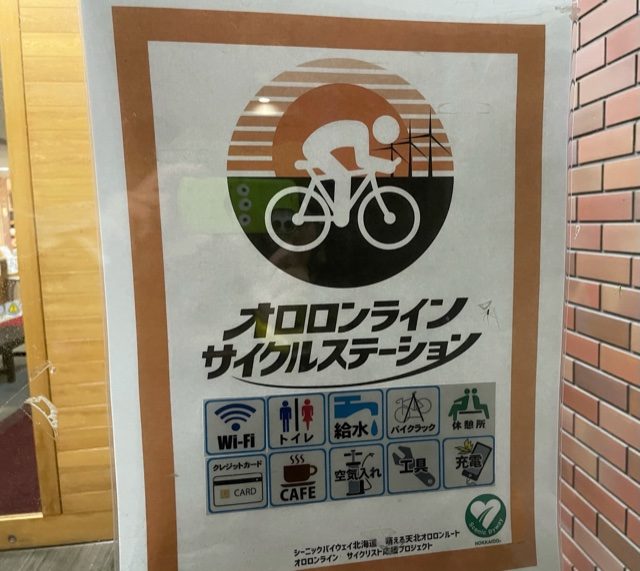 オロロンライン
サイクルステーション
Wi-Fi
トイレ
給水
バイクラック
休憩所
クレジットカード
CARD
CAFE
空気入れ
工具
充電
シーニックバイウェイ北海道 萌える天北オロロンルート
オロロンライン サイクリスト応援プロジェクト
Scenic Byway
HOKKAIDO